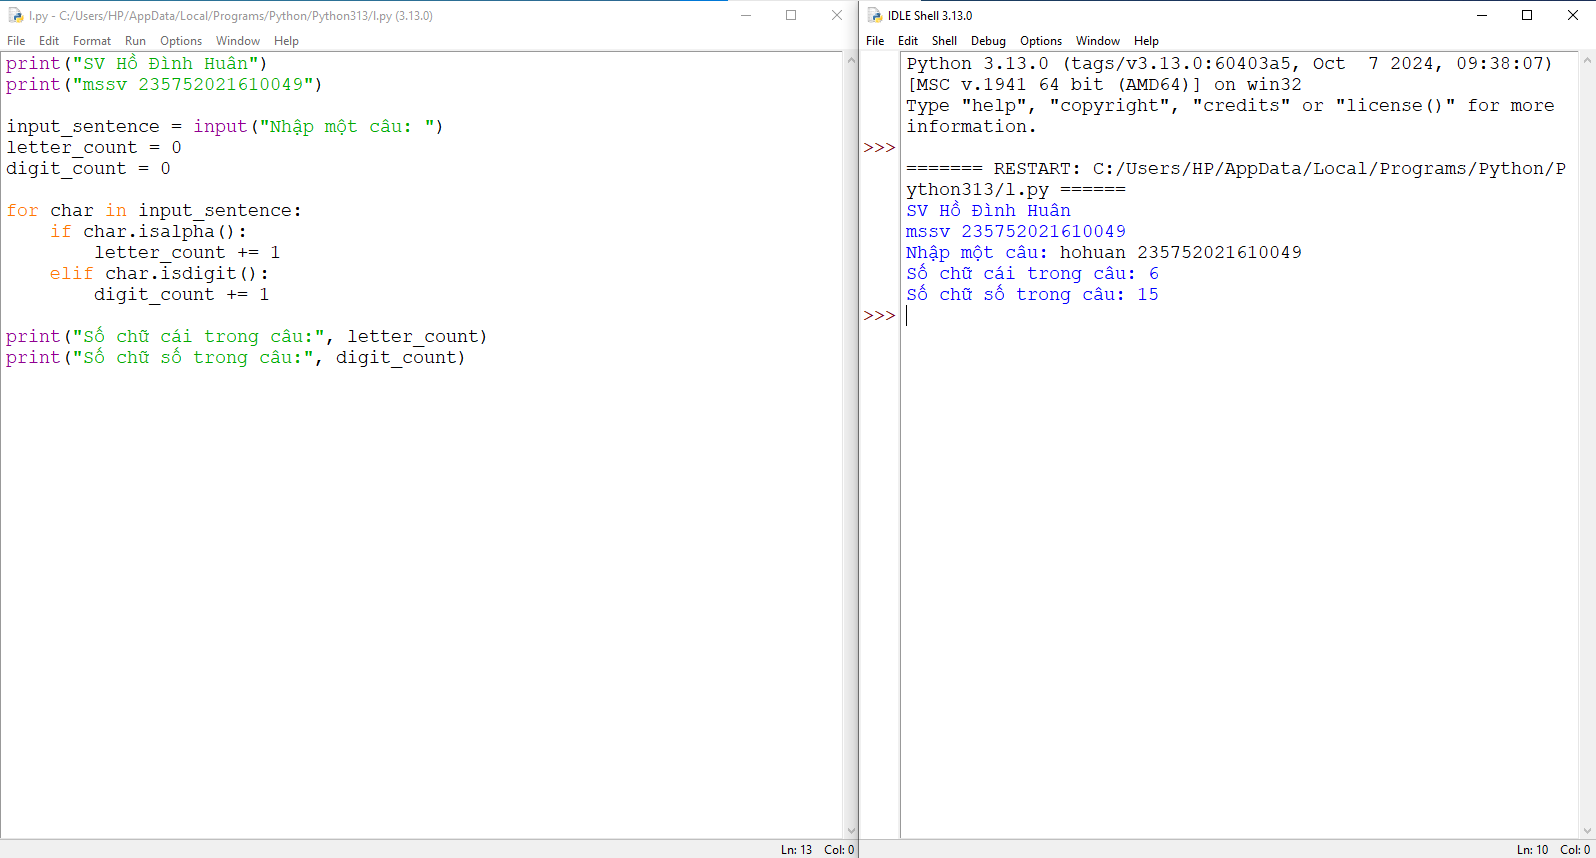 l.py - C:/Users/HP/AppData/Local/Programs/Python/Python313/l.py (3.13.0)
File Edit Format Run Options Window Help
print("SV Hồ Đình Huân")
print("mssv 235752021610049")
input_sentence = input("Nhập một câu: ")
letter_count = 0
digit_count = 0
for char in input_sentence:
    if char.isalpha():
        letter_count += 1
    elif char.isdigit():
        digit_count += 1
print("Số chữ cái trong câu:", letter_count)
print("Số chữ số trong câu:", digit_count)
Ln: 13 Col: 0
IDLE Shell 3.13.0
File Edit Shell Debug Options Window Help
Python 3.13.0 (tags/v3.13.0:60403a5, Oct  7 2024, 09:38:07)
[MSC v.1941 64 bit (AMD64)] on win32
Type "help", "copyright", "credits" or "license()" for more
information.
>>>
======= RESTART: C:/Users/HP/AppData/Local/Programs/Python/P
ython313/l.py ======
SV Hồ Đình Huân
mssv 235752021610049
Nhập một câu: hohuan 235752021610049
Số chữ cái trong câu: 6
Số chữ số trong câu: 15
>>>
Ln: 10 Col: 0